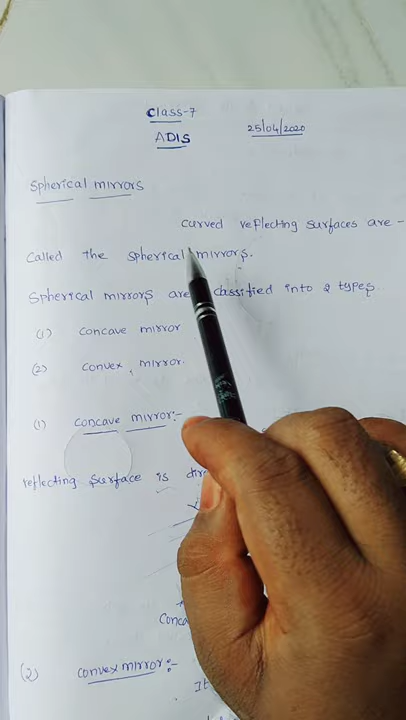 Class-7
ADIS
25/04/2020
Spherical mirrors
curved reflecting surfaces are -
called the spherical mirrors.
Spherical mirrors are classified into 2 types.
(1) concave mirror
(2) convex mirror.
(1) concave mirror:-
reflecting surface is
(2) convex mirror:-
It